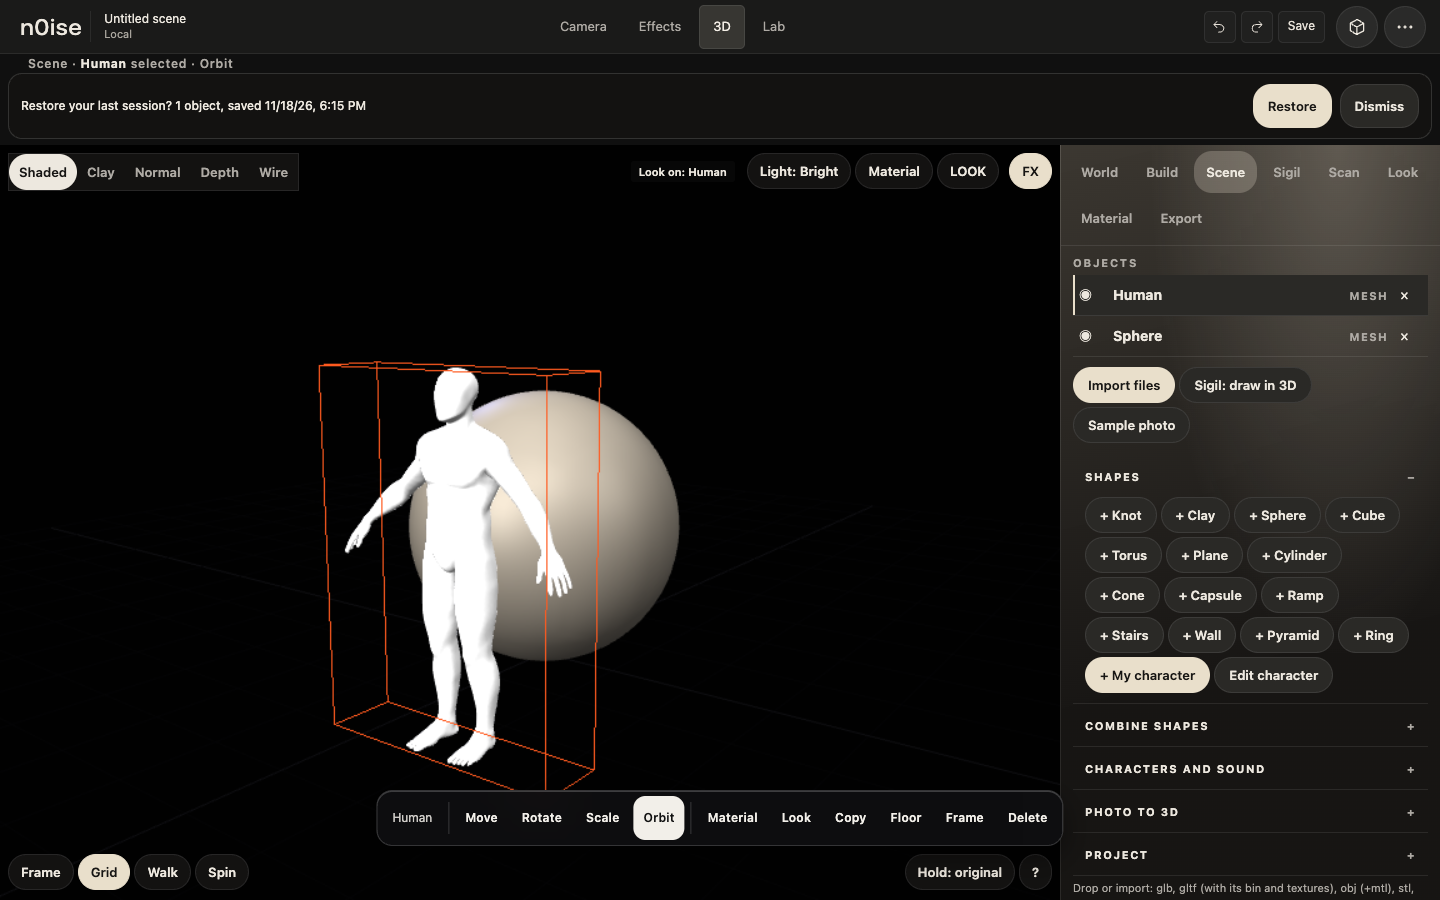 n0ise
Untitled scene
Local
Camera Effects 3D Lab
Save
Scene · Human selected · Orbit
Restore your last session? 1 object, saved 11/18/26, 6:15 PM
Restore Dismiss
Shaded Clay Normal Depth Wire
Look on: Human
Light: Bright Material LOOK FX
World Build Scene Sigil Scan Look
Material Export
OBJECTS
Human MESH ×
Sphere MESH ×
Import files Sigil: draw in 3D
Sample photo
SHAPES −
+ Knot + Clay + Sphere + Cube
+ Torus + Plane + Cylinder
+ Cone + Capsule + Ramp
+ Stairs + Wall + Pyramid + Ring
+ My character Edit character
COMBINE SHAPES +
CHARACTERS AND SOUND +
PHOTO TO 3D +
PROJECT +
Drop or import: glb, gltf (with its bin and textures), obj (+mtl), stl,
Human Move Rotate Scale Orbit Material Look Copy Floor Frame Delete
Frame Grid Walk Spin
Hold: original ?